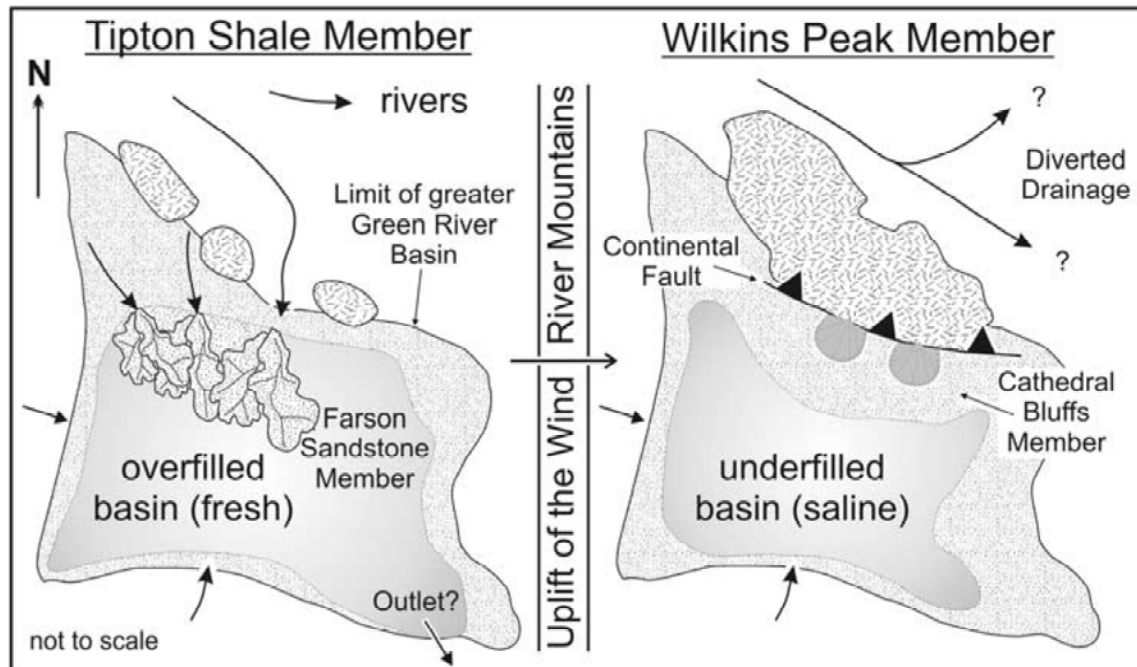 Tipton Shale Member
N
rivers
Limit of greater
Green River
Basin
Farson
Sandstone
Member
overfilled
basin (fresh)
Outlet?
not to scale
Uplift of the Wind River Mountains
Wilkins Peak Member
?
Diverted
Drainage
?
Continental
Fault
Cathedral
Bluffs
Member
underfilled
basin (saline)